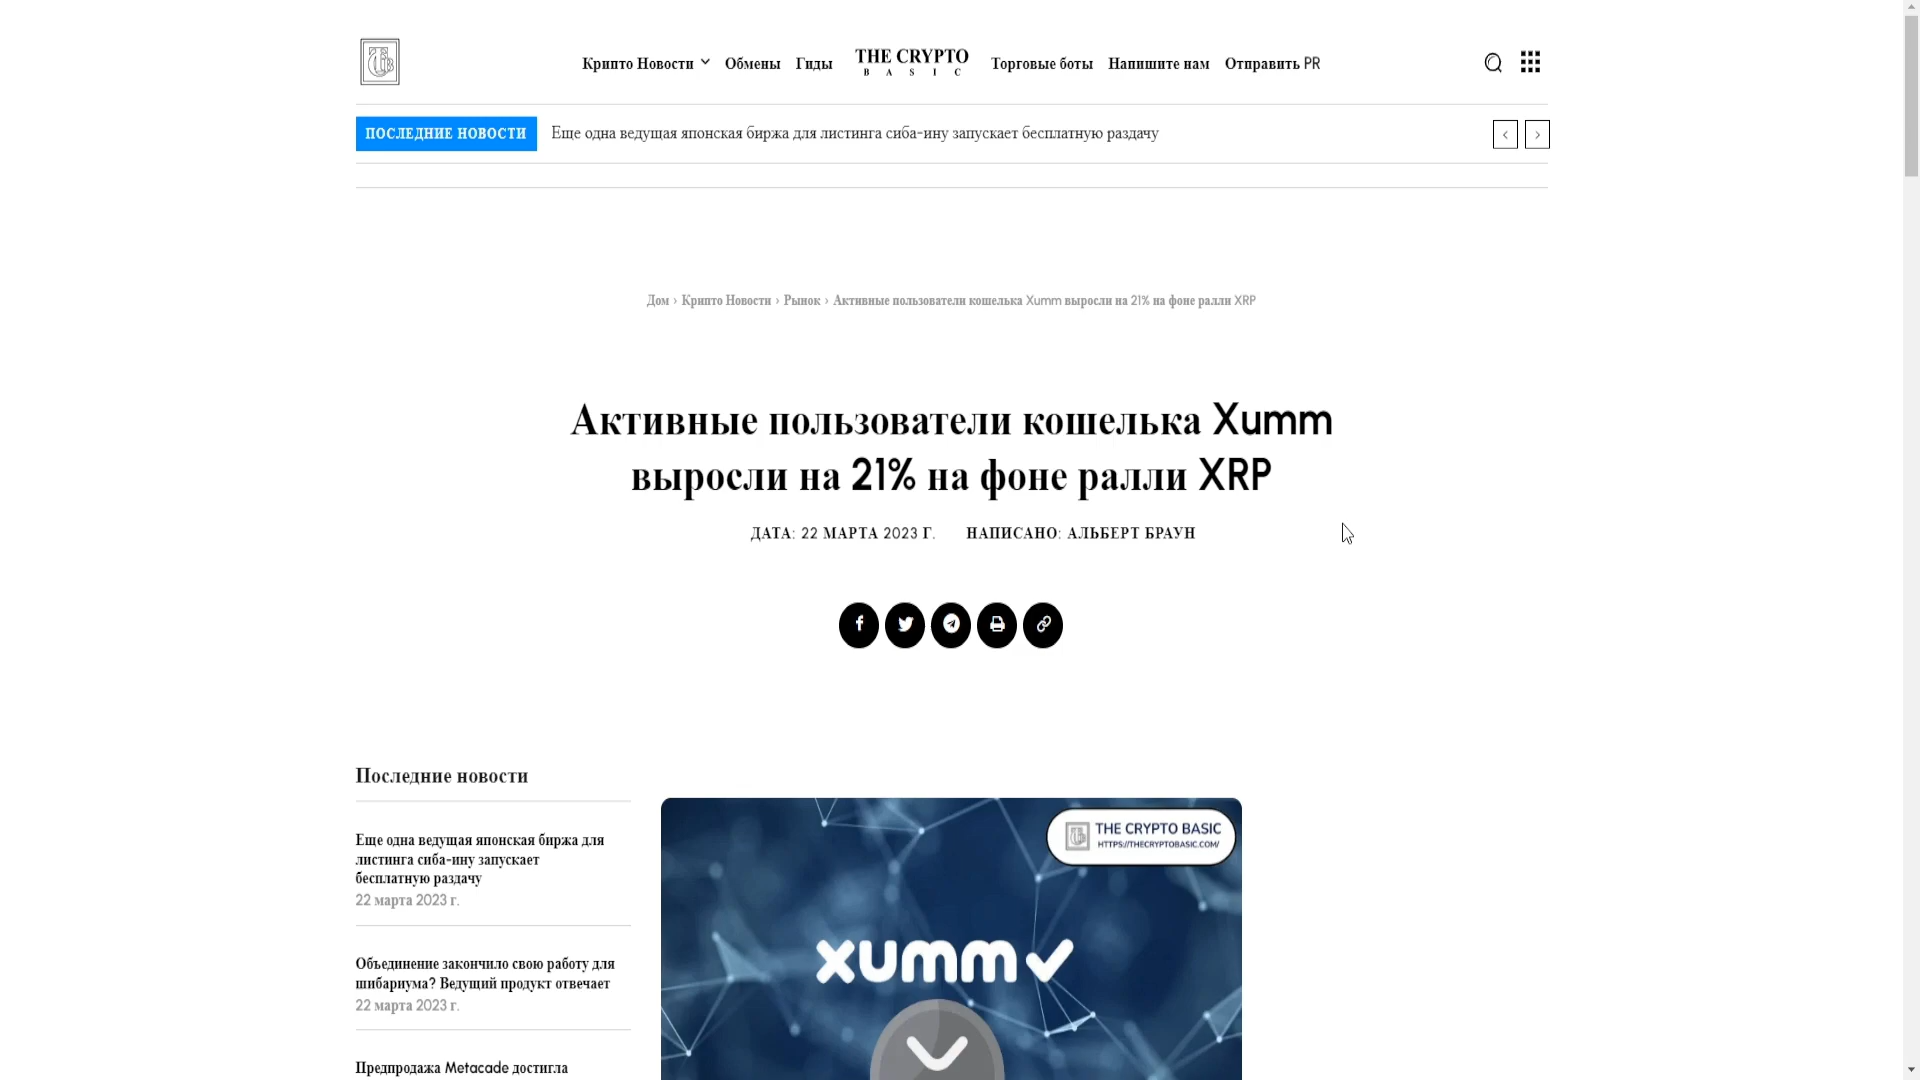 Крипто Новости Обмены Гиды THE CRYPTO BASIC Торговые боты Напишите нам Отправить PR
ПОСЛЕДНИЕ НОВОСТИ Еще одна ведущая японская биржа для листинга сиба-ину запускает бесплатную раздачу
Дом › Крипто Новости › Рынок › Активные пользователи кошелька Xumm выросли на 21% на фоне ралли XRP
Активные пользователи кошелька Xumm
выросли на 21% на фоне ралли XRP
ДАТА: 22 МАРТА 2023 Г. НАПИСАНО: АЛЬБЕРТ БРАУН
Последние новости
Еще одна ведущая японская биржа для
листинга сиба-ину запускает
бесплатную раздачу
22 марта 2023 г.
Объединение закончило свою работу для
шибариума? Ведущий продукт отвечает
22 марта 2023 г.
Предпродажа Metacade достигла
THE CRYPTO BASIC
HTTPS://THECRYPTOBASIC.COM/
xumm